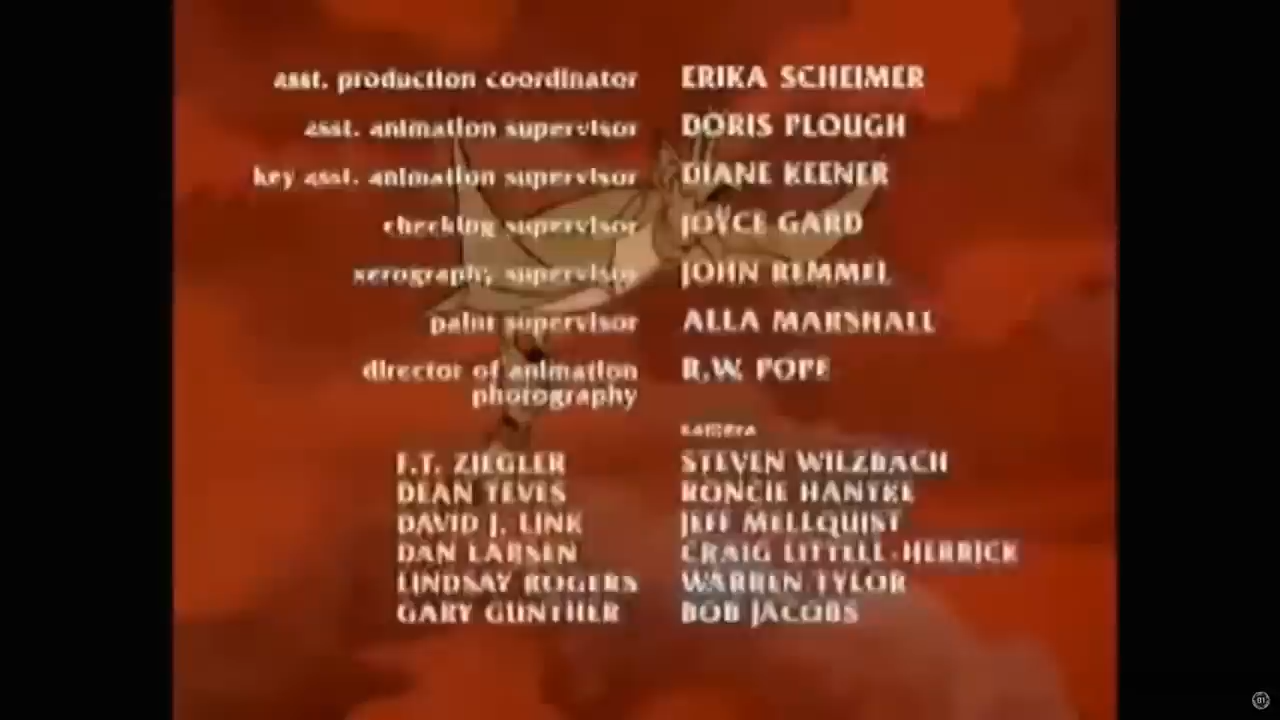 asst. production coordinator ERIKA SCHEIMER
asst. animation supervisor DORIS PLOUGH
key asst. animation supervisor DIANE KEENER
checking supervisor JOYCE GARD
xerography supervisor JOHN REMMEL
paint supervisor ALLA MARSHALL
director of animation R.W. POPE
photography
camera
F.T. ZIEGLER STEVEN WILZBACH
DEAN TEVES RONCIE HANTKE
DAVID J. LINK JEFF MELLQUIST
DAN LARSEN CRAIG LITTELL-HERRICK
LINDSAY ROGERS WARREN TYLOR
GARY GUNTHER BOB JACOBS